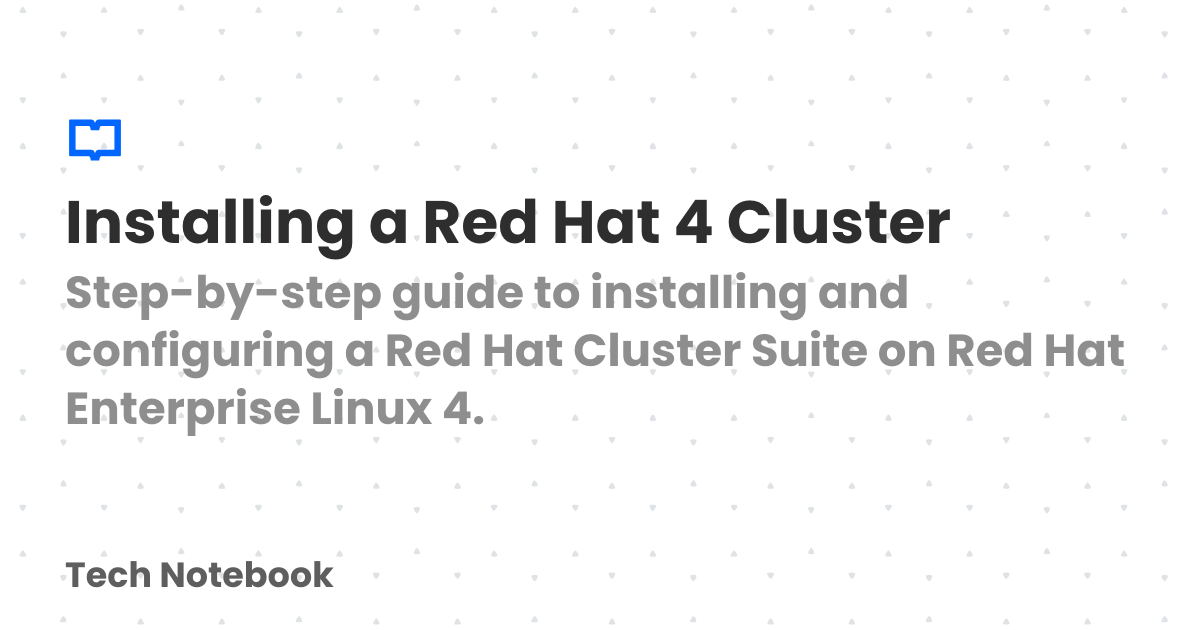 Installing a Red Hat 4 Cluster
Step-by-step guide to installing and
configuring a Red Hat Cluster Suite on Red Hat
Enterprise Linux 4.
Tech Notebook